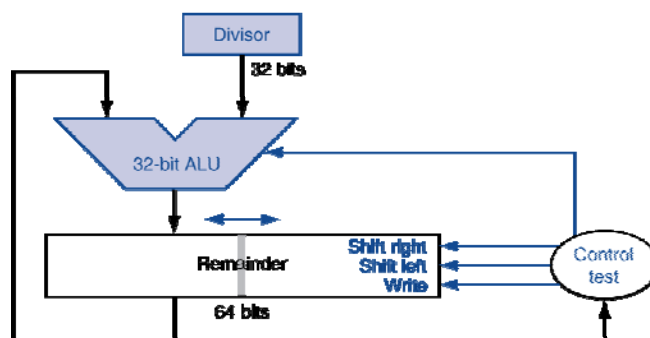 Divisor
32 bits
32-bit ALU
Shift right
Remainder
Shift left
Write
Control
test
64 bits